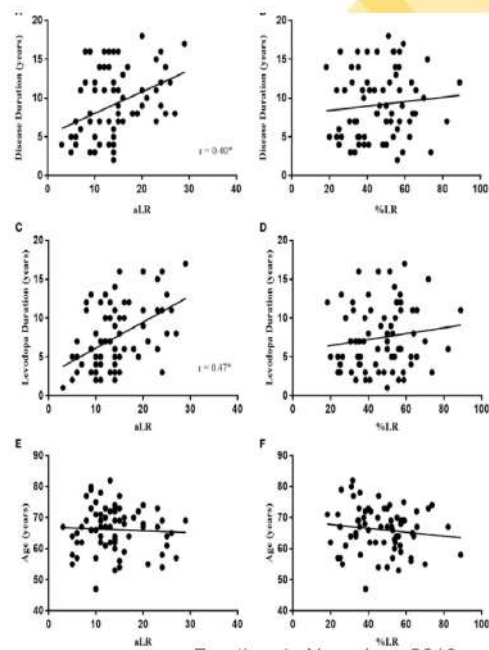 Disease Duration (years)
20
15
10
5
0
0 10 20 30 40
aLR
r = 0.40*
Disease Duration (years)
20
15
10
5
0
0 20 40 60 80 100
%LR
C
Levodopa Duration (years)
20
15
10
5
0
0 10 20 30 40
aLR
r = 0.47*
D
Levodopa Duration (years)
20
15
10
5
0
0 20 40 60 80 100
%LR
E
Age (years)
90
80
70
60
50
40
0 10 20 30 40
aLR
F
Age (years)
90
80
70
60
50
40
0 20 40 60 80 100
%LR